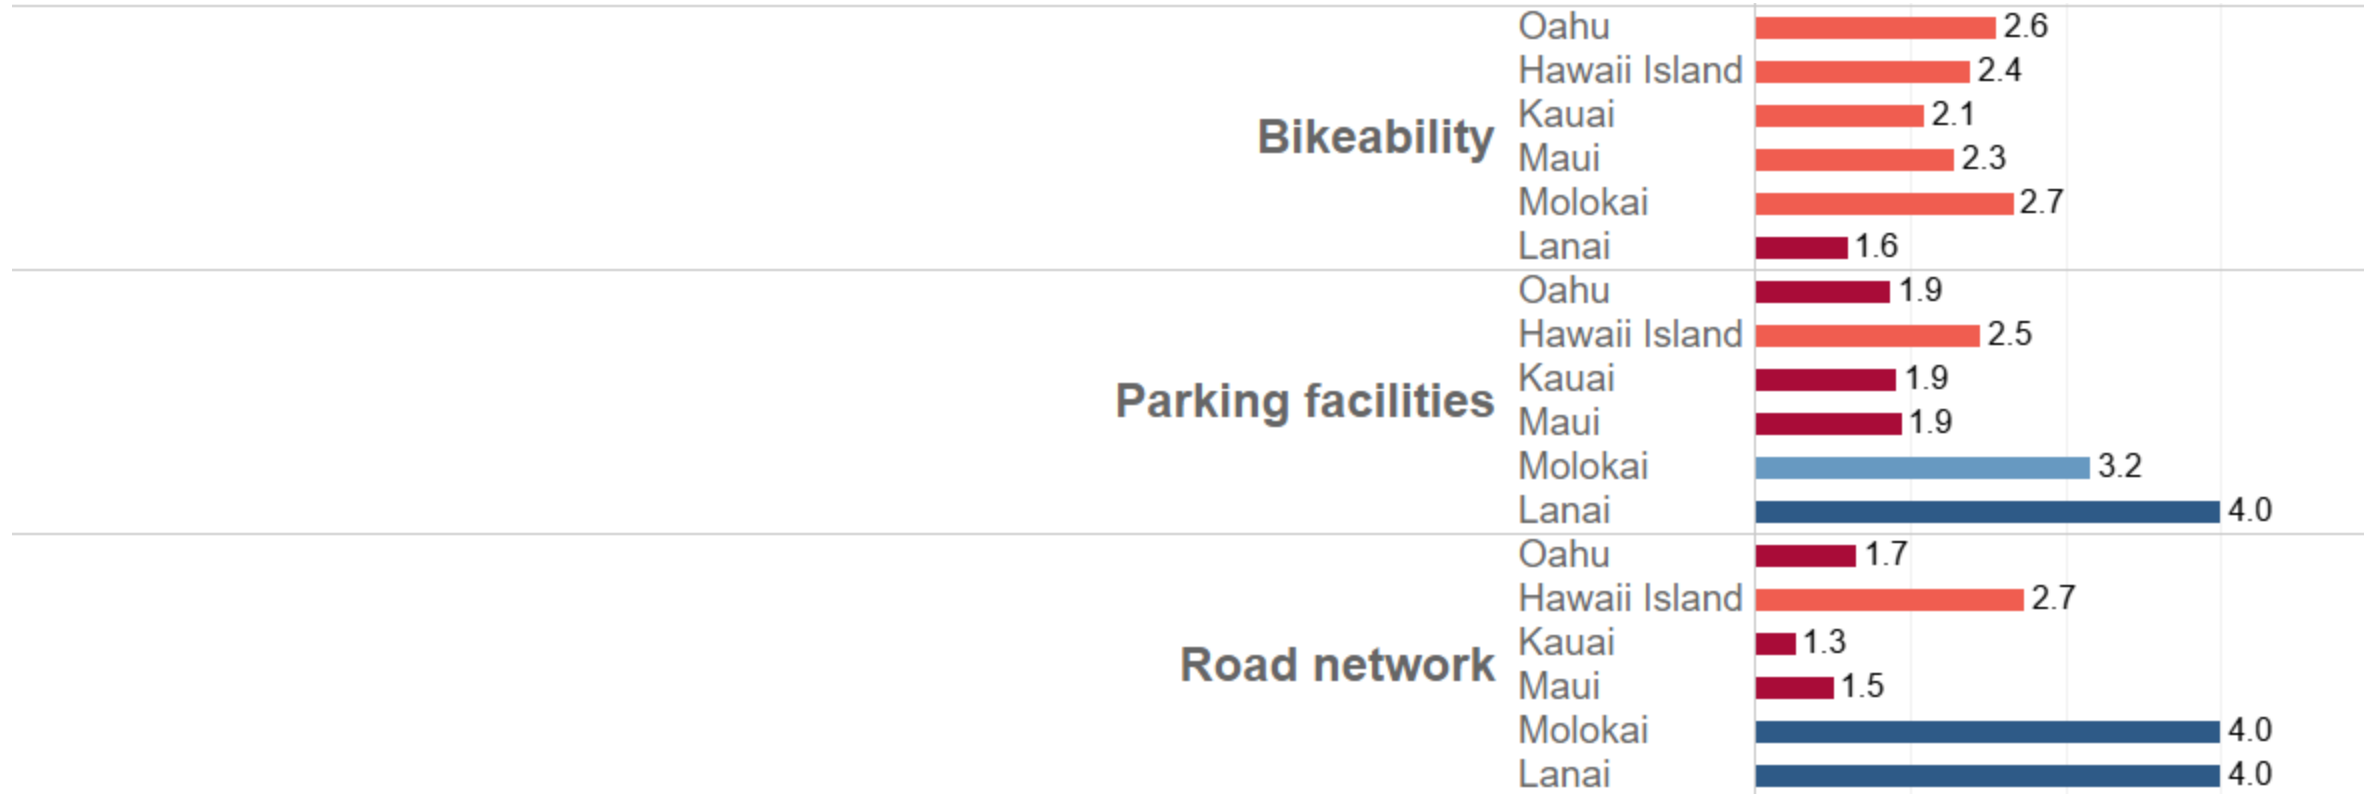 Bikeability
Oahu 2.6
Hawaii Island 2.4
Kauai 2.1
Maui 2.3
Molokai 2.7
Lanai 1.6
Parking facilities
Oahu 1.9
Hawaii Island 2.5
Kauai 1.9
Maui 1.9
Molokai 3.2
Lanai 4.0
Road network
Oahu 1.7
Hawaii Island 2.7
Kauai 1.3
Maui 1.5
Molokai 4.0
Lanai 4.0